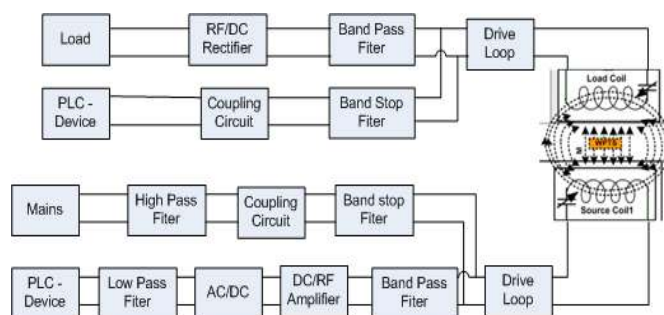 Load
RF/DC
Rectifier
Band Pass
Fiter
Drive
Loop
PLC -
Device
Coupling
Circuit
Band Stop
Filter
Load Coil
WPTS
M
Source Coil1
Mains
High Pass
Fiter
Coupling
Circuit
Band stop
Filter
PLC -
Device
Low Pass
Fiter
AC/DC
DC/RF
Amplifier
Band Pass
Fiter
Drive
Loop